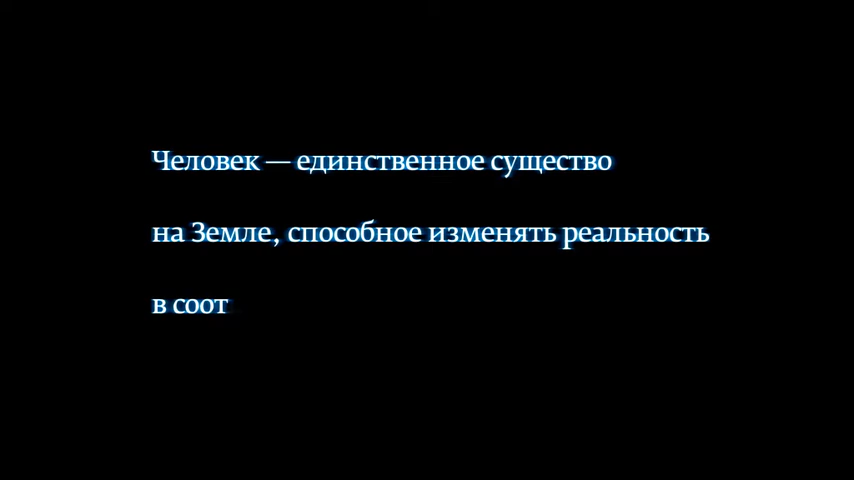 Человек — единственное существо
на Земле, способное изменять реальность
в соот